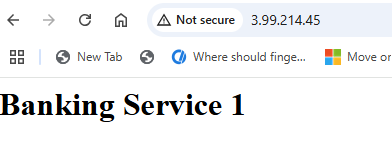 Not secure 3.99.214.45
New Tab Where should finge... Move or
Banking Service 1